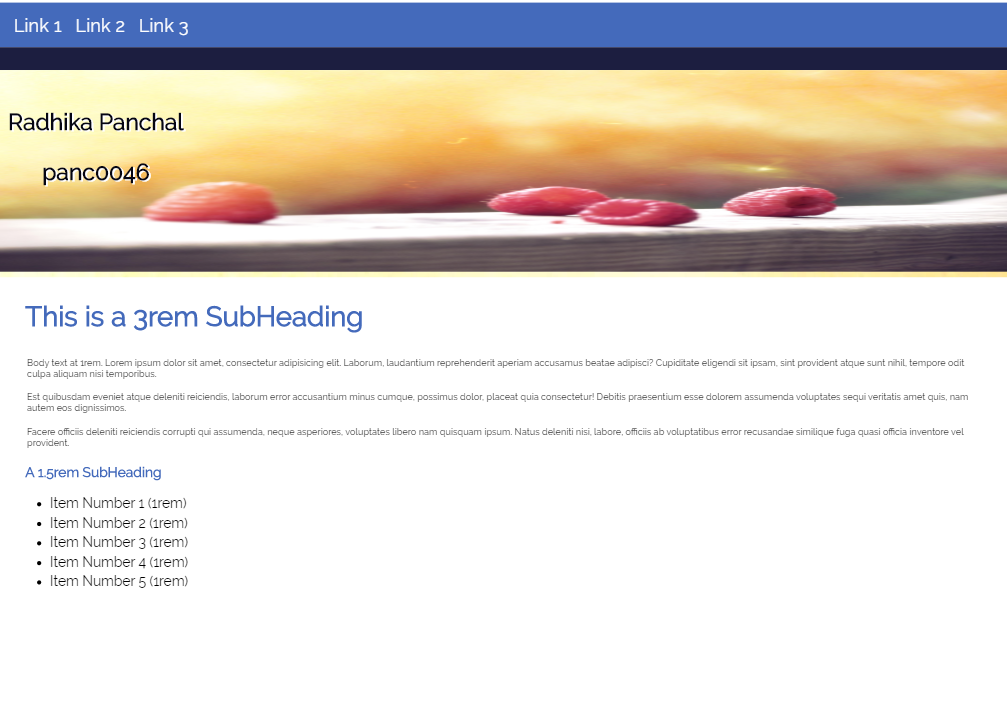 Link 1 Link 2 Link 3
Radhika Panchal
panc0046
This is a 3rem SubHeading
Body text at 1rem. Lorem ipsum dolor sit amet, consectetur adipisicing elit. Laborum, laudantium reprehenderit aperiam accusamus beatae adipisci? Cupiditate eligendi sit ipsam, sint provident atque sunt nihil, tempore odit
culpa aliquam nisi temporibus.
Est quibusdam eveniet atque deleniti reiciendis, laborum error accusantium minus cumque, possimus dolor, placeat quia consectetur! Debitis praesentium esse dolorem assumenda voluptates sequi veritatis amet quis, nam
autem eos dignissimos.
Facere officiis deleniti reiciendis corrupti qui assumenda, neque asperiores, voluptates libero nam quisquam ipsum. Natus deleniti nisi, labore, officiis ab voluptatibus error recusandae similique fuga quasi officia inventore vel
provident.
A 1.5rem SubHeading
Item Number 1 (1rem)
Item Number 2 (1rem)
Item Number 3 (1rem)
Item Number 4 (1rem)
Item Number 5 (1rem)